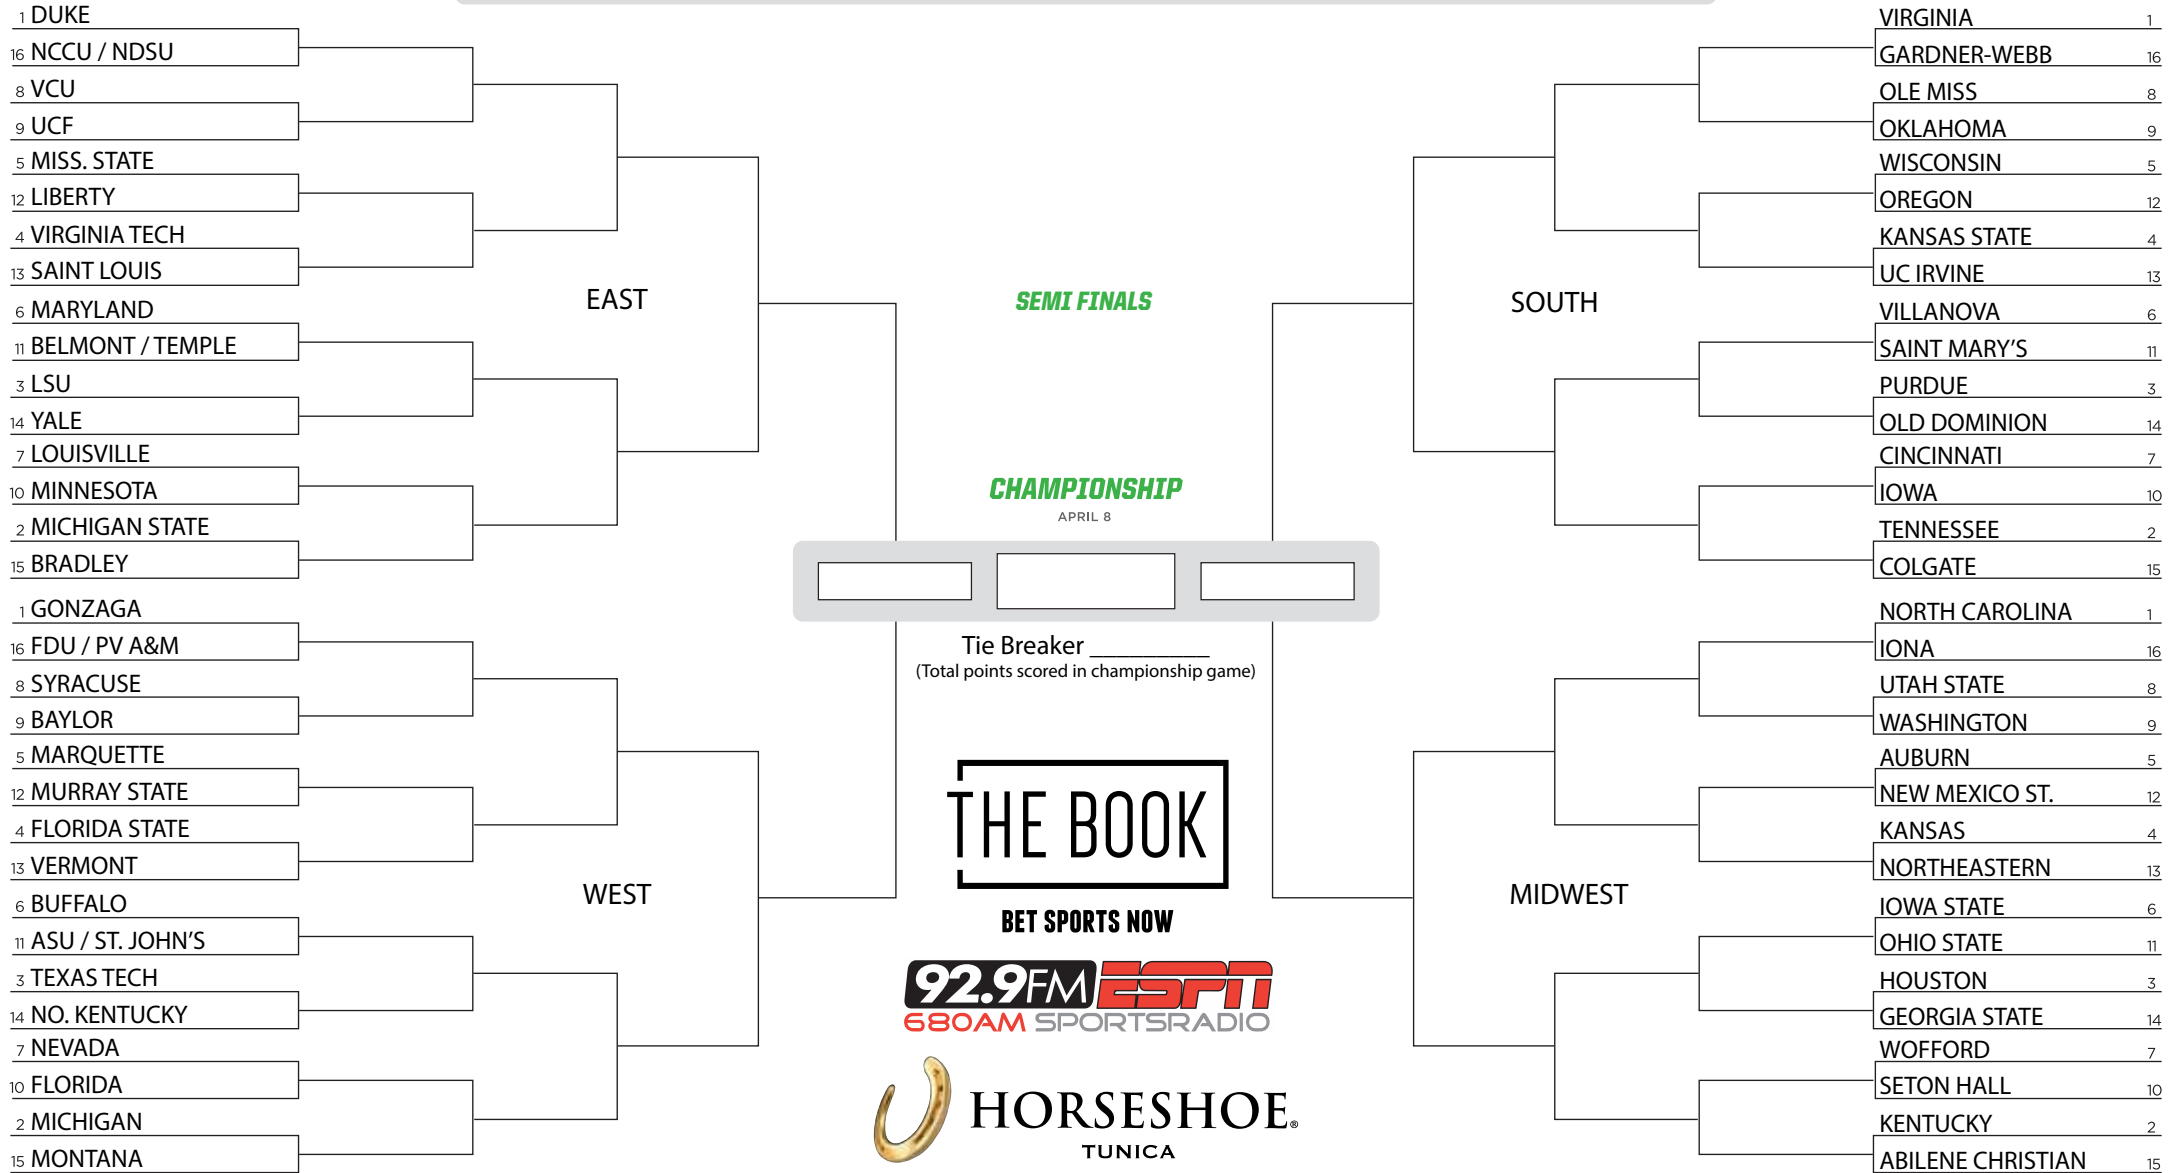 1 DUKE
16 NCCU / NDSU
8 VCU
9 UCF
5 MISS. STATE
12 LIBERTY
4 VIRGINIA TECH
13 SAINT LOUIS
6 MARYLAND
11 BELMONT / TEMPLE
3 LSU
14 YALE
7 LOUISVILLE
10 MINNESOTA
2 MICHIGAN STATE
15 BRADLEY
EAST
1 GONZAGA
16 FDU / PV A&M
8 SYRACUSE
9 BAYLOR
5 MARQUETTE
12 MURRAY STATE
4 FLORIDA STATE
13 VERMONT
6 BUFFALO
11 ASU / ST. JOHN'S
3 TEXAS TECH
14 NO. KENTUCKY
7 NEVADA
10 FLORIDA
2 MICHIGAN
15 MONTANA
WEST
SEMI FINALS
CHAMPIONSHIP
APRIL 8
Tie Breaker _________
(Total points scored in championship game)
THE BOOK
BET SPORTS NOW
92.9FM ESPN
680AM SPORTSRADIO
HORSESHOE®
TUNICA
VIRGINIA 1
GARDNER-WEBB 16
OLE MISS 8
OKLAHOMA 9
WISCONSIN 5
OREGON 12
KANSAS STATE 4
UC IRVINE 13
VILLANOVA 6
SAINT MARY'S 11
PURDUE 3
OLD DOMINION 14
CINCINNATI 7
IOWA 10
TENNESSEE 2
COLGATE 15
SOUTH
NORTH CAROLINA 1
IONA 16
UTAH STATE 8
WASHINGTON 9
AUBURN 5
NEW MEXICO ST. 12
KANSAS 4
NORTHEASTERN 13
IOWA STATE 6
OHIO STATE 11
HOUSTON 3
GEORGIA STATE 14
WOFFORD 7
SETON HALL 10
KENTUCKY 2
ABILENE CHRISTIAN 15
MIDWEST